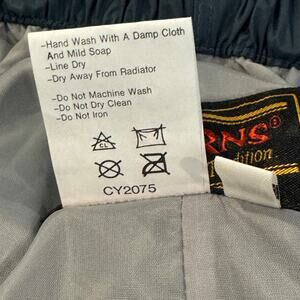 -Hand Wash With A Damp Cloth
And Mild Soap
-Line Dry
-Dry Away From Radiator
-Do Not Machine Wash
-Do Not Dry Clean
-Do Not Iron
CL
CY2075
RNS®
dition